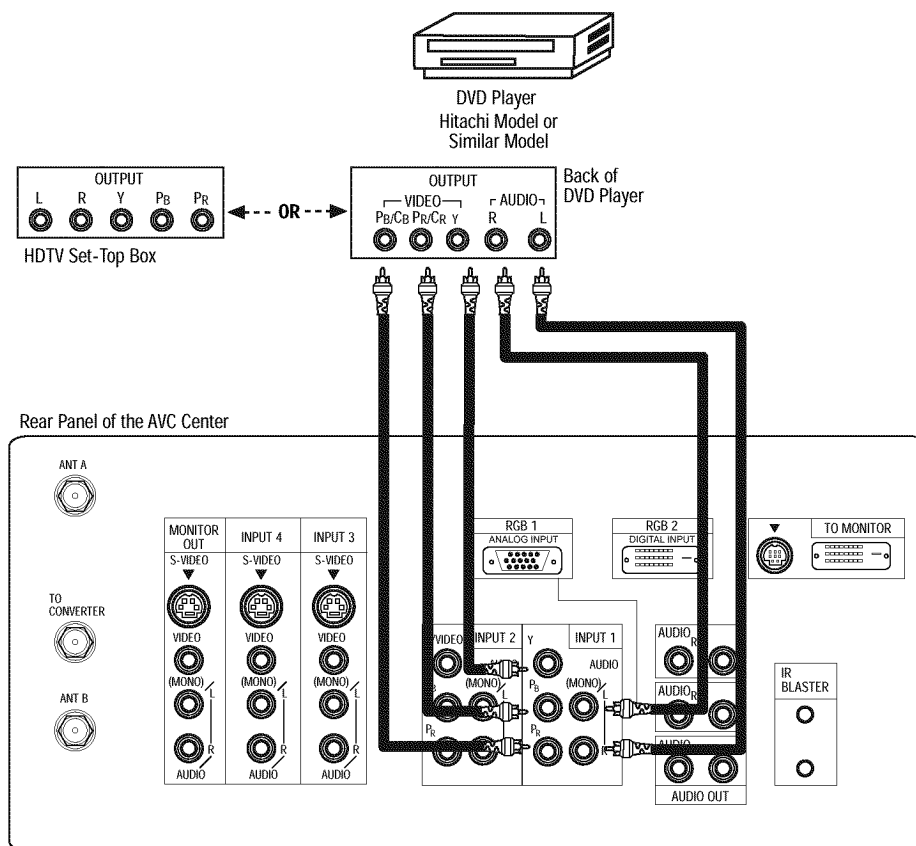 DVD Player
Hitachi Model or
Similar Model
OUTPUT
L R Y PB PR
HDTV Set-Top Box
OR
OUTPUT
VIDEO AUDIO
PB/CB PR/CR Y R L
Back of
DVD Player
Rear Panel of the AVC Center
ANT A
TO
CONVERTER
ANT B
MONITOR
OUT
S-VIDEO
VIDEO
(MONO)
L
R
AUDIO
INPUT 4
S-VIDEO
VIDEO
(MONO)
L
R
AUDIO
INPUT 3
S-VIDEO
VIDEO
(MONO)
L
R
AUDIO
RGB 1
ANALOG INPUT
RGB 2
DIGITAL INPUT
TO MONITOR
/VIDEO INPUT 2
(MONO)
L
B
PR
Y INPUT 1
AUDIO
PB (MONO)
L
PR
R
AUDIO R
AUDIO R
AUDIO
AUDIO OUT
IR
BLASTER